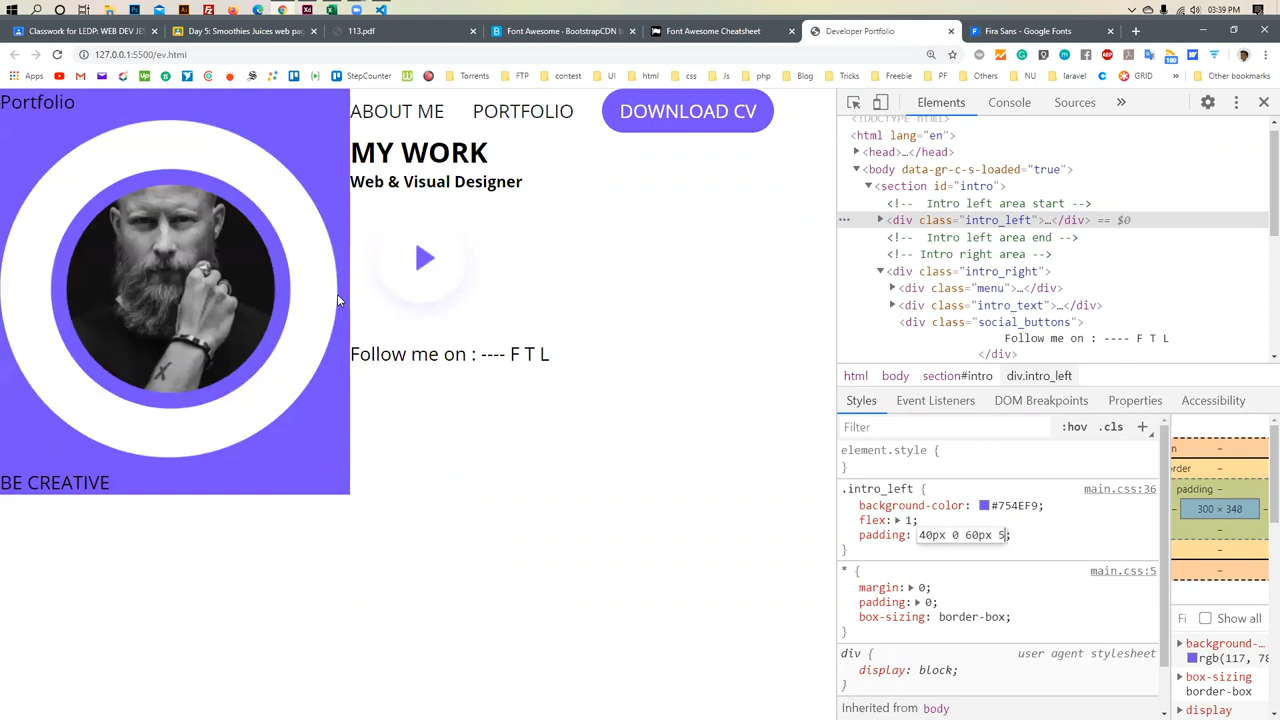 03:39 PM
Classwork for LEDP: WEB DEV JE
Day 5: Smoothies Juices web pag
113.pdf
Font Awesome · BootstrapCDN
Font Awesome Cheatsheet
Developer Portfolio
Fira Sans - Google Fonts
127.0.0.1:5500/ev.html
Apps
StepCounter
Torrents
FTP
contest
UI
html
css
Js
php
Blog
Tricks
Freebie
PF
Others
NU
laravel
GRID
Other bookmarks
Portfolio
ABOUT ME PORTFOLIO DOWNLOAD CV
MY WORK
Web & Visual Designer
Follow me on : ---- F T L
BE CREATIVE
Elements Console Sources
<!DOCTYPE html>
<html lang="en">
<head>…</head>
<body data-gr-c-s-loaded="true">
<section id="intro">
<!-- Intro left area start -->
<div class="intro_left">…</div> == $0
<!-- Intro left area end -->
<!-- Intro right area -->
<div class="intro_right">
<div class="menu">…</div>
<div class="intro_text">…</div>
<div class="social_buttons">
Follow me on : ---- F T L
</div>
html body section#intro div.intro_left
Styles Event Listeners DOM Breakpoints Properties Accessibility
Filter
:hov .cls +
element.style {
}
.intro_left {
main.css:36
background-color: #754EF9;
flex: 1;
padding: 40px 0 60px 5;
}
* {
main.css:5
margin: 0;
padding: 0;
box-sizing: border-box;
}
div {
user agent stylesheet
display: block;
}
Inherited from body
padding
300 × 348
Show all
background-…
rgb(117, 78
box-sizing
border-box
display